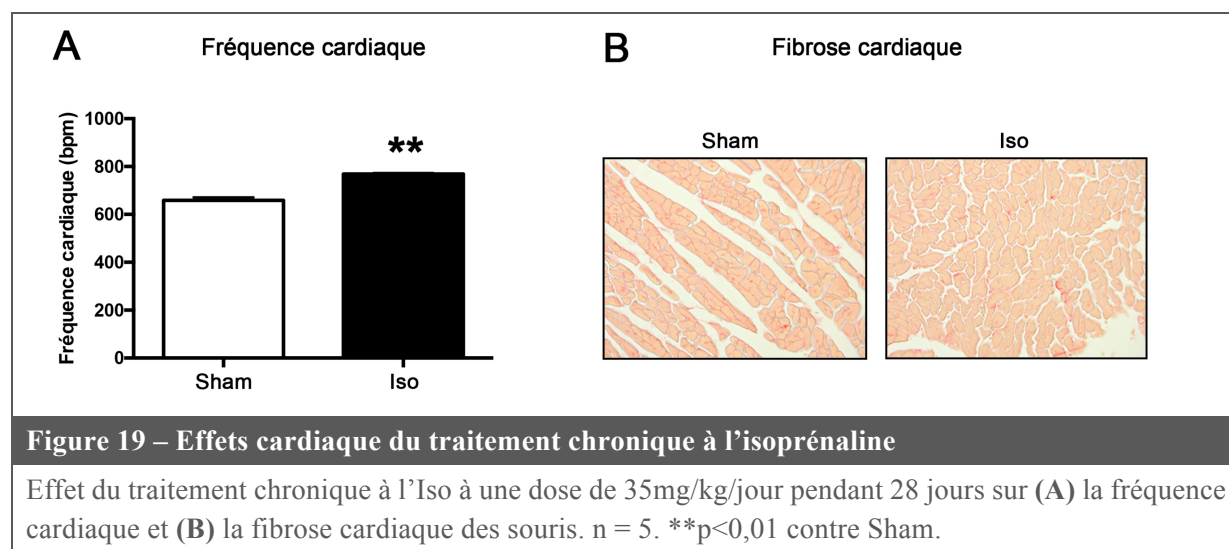 A
Fréquence cardiaque
1000
800
600
400
200
0
Fréquence cardiaque (bpm)
**
Sham
Iso
B
Fibrose cardiaque
Sham
Iso
Figure 19 – Effets cardiaque du traitement chronique à l’isoprénaline
Effet du traitement chronique à l’Iso à une dose de 35mg/kg/jour pendant 28 jours sur (A) la fréquence
cardiaque et (B) la fibrose cardiaque des souris. n = 5. **p<0,01 contre Sham.